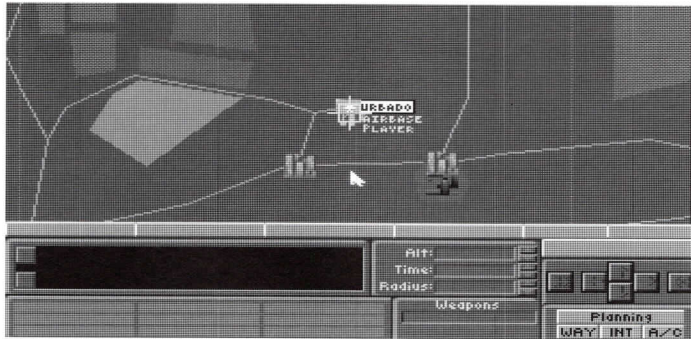 URBADO
AIRBASE
PLAYER
Alt:
Time:
Radius:
Weapons
Planning
WAY INT A/C